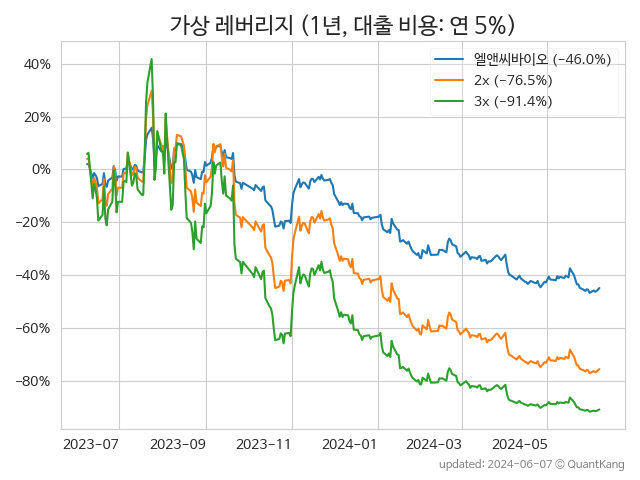 가상 레버리지 (1년, 대출 비용: 연 5%)
엘앤씨바이오 (−46.0%)
2x (−76.5%)
3x (−91.4%)
40%
20%
0%
−20%
−40%
−60%
−80%
2023-07 2023-09 2023-11 2024-01 2024-03 2024-05
updated: 2024-06-07 © QuantKang